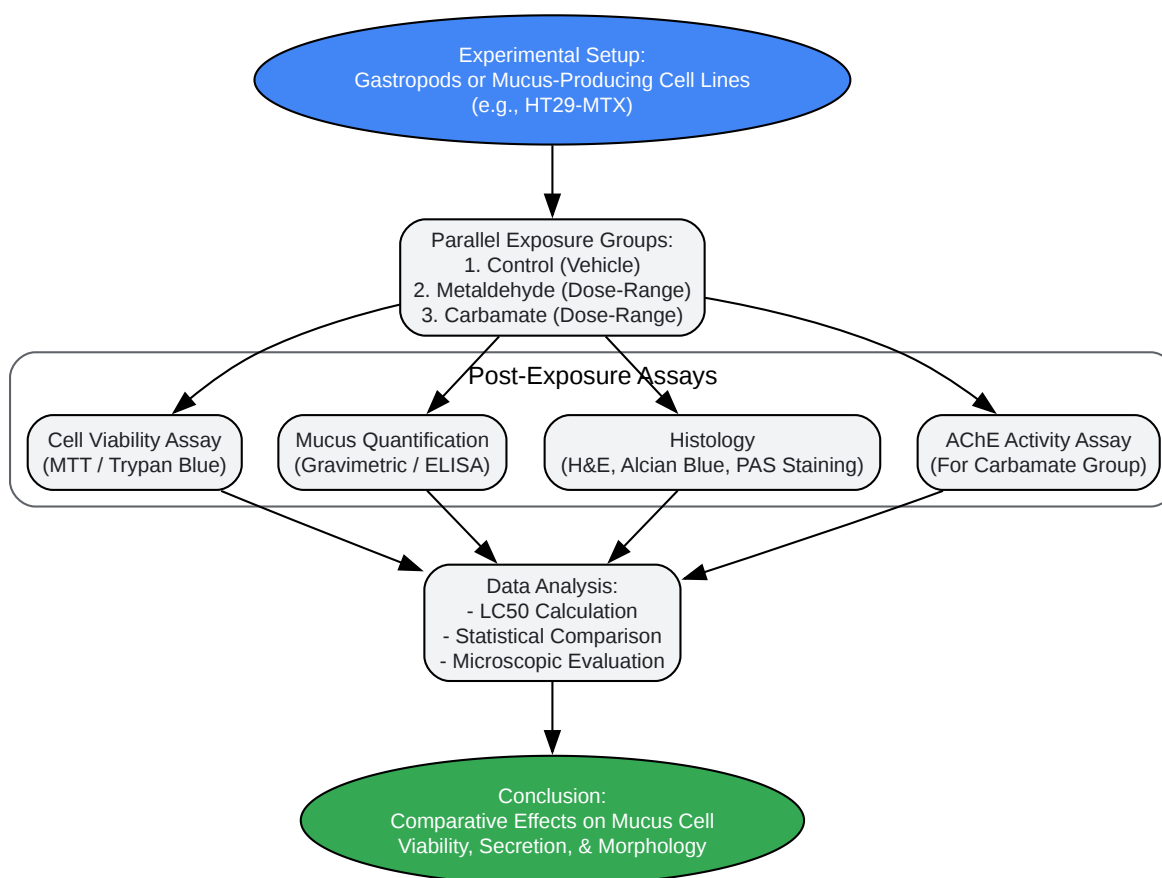 Experimental Setup:
Gastropods or Mucus-Producing Cell Lines
(e.g., HT29-MTX)
Parallel Exposure Groups:
1. Control (Vehicle)
2. Metaldehyde (Dose-Range)
3. Carbamate (Dose-Range)
Post-Exposure Assays
Cell Viability Assay
(MTT / Trypan Blue)
Mucus Quantification
(Gravimetric / ELISA)
Histology
(H&E, Alcian Blue, PAS Staining)
AChE Activity Assay
(For Carbamate Group)
Data Analysis:
- LC50 Calculation
- Statistical Comparison
- Microscopic Evaluation
Conclusion:
Comparative Effects on Mucus Cell
Viability, Secretion, & Morphology